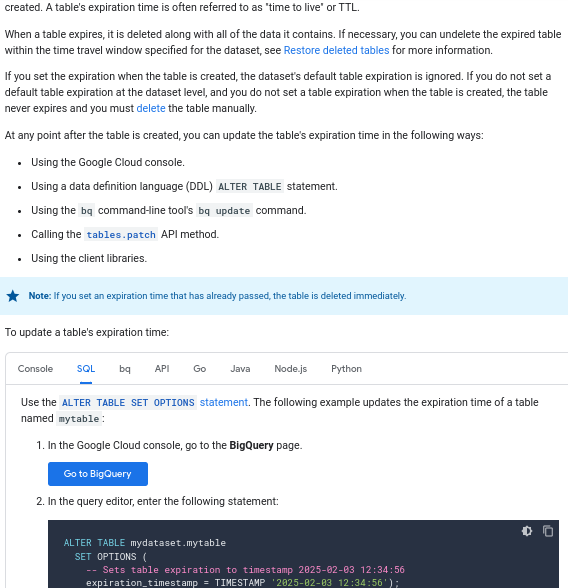 created. A table's expiration time is often referred to as "time to live" or TTL.
When a table expires, it is deleted along with all of the data it contains. If necessary, you can undelete the expired table
within the time travel window specified for the dataset, see Restore deleted tables for more information.
If you set the expiration when the table is created, the dataset's default table expiration is ignored. If you do not set a
default table expiration at the dataset level, and you do not set a table expiration when the table is created, the table
never expires and you must delete the table manually.
At any point after the table is created, you can update the table's expiration time in the following ways:
• Using the Google Cloud console.
• Using a data definition language (DDL) ALTER TABLE statement.
• Using the bq command-line tool's bq update command.
• Calling the tables.patch API method.
• Using the client libraries.
Note: If you set an expiration time that has already passed, the table is deleted immediately.
To update a table's expiration time:
Console SQL bq API Go Java Node.js Python
Use the ALTER TABLE SET OPTIONS statement. The following example updates the expiration time of a table
named mytable:
1. In the Google Cloud console, go to the BigQuery page.
Go to BigQuery
2. In the query editor, enter the following statement:
ALTER TABLE mydataset.mytable
SET OPTIONS (
-- Sets table expiration to timestamp 2025-02-03 12:34:56
expiration_timestamp = TIMESTAMP '2025-02-03 12:34:56');